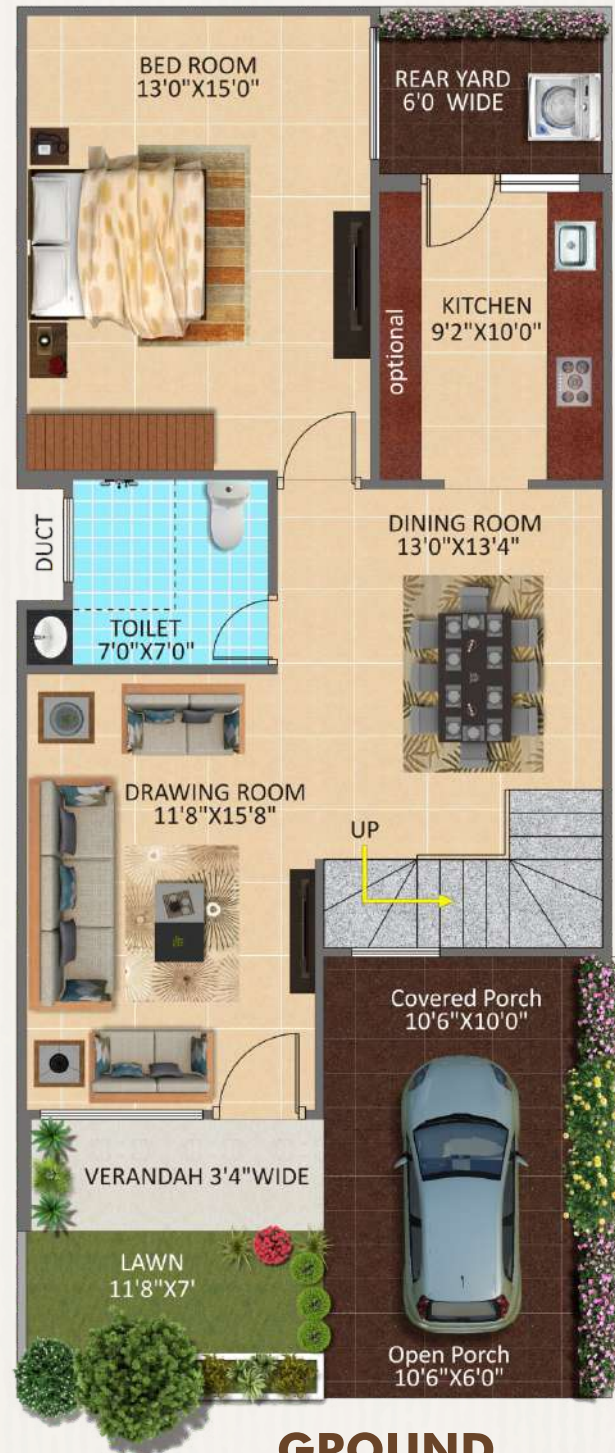 BED ROOM
13'0"X15'0"
REAR YARD
6'0 WIDE
KITCHEN
9'2"X10'0"
optional
DINING ROOM
13'0"X13'4"
DUCT
TOILET
7'0"X7'0"
DRAWING ROOM
11'8"X15'8"
UP
Covered Porch
10'6"X10'0"
VERANDAH 3'4"WIDE
LAWN
11'8"X7'
Open Porch
10'6"X6'0"
GROUND